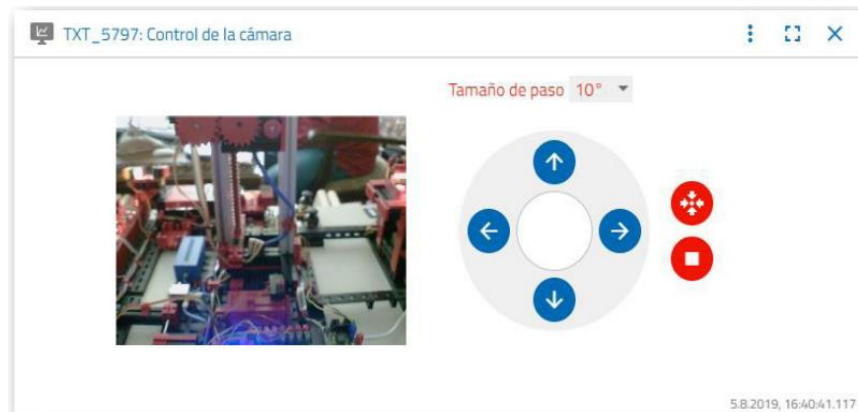 TXT_5797: Control de la cámara
Tamaño de paso 10°
5.8.2019, 16:40:41.117